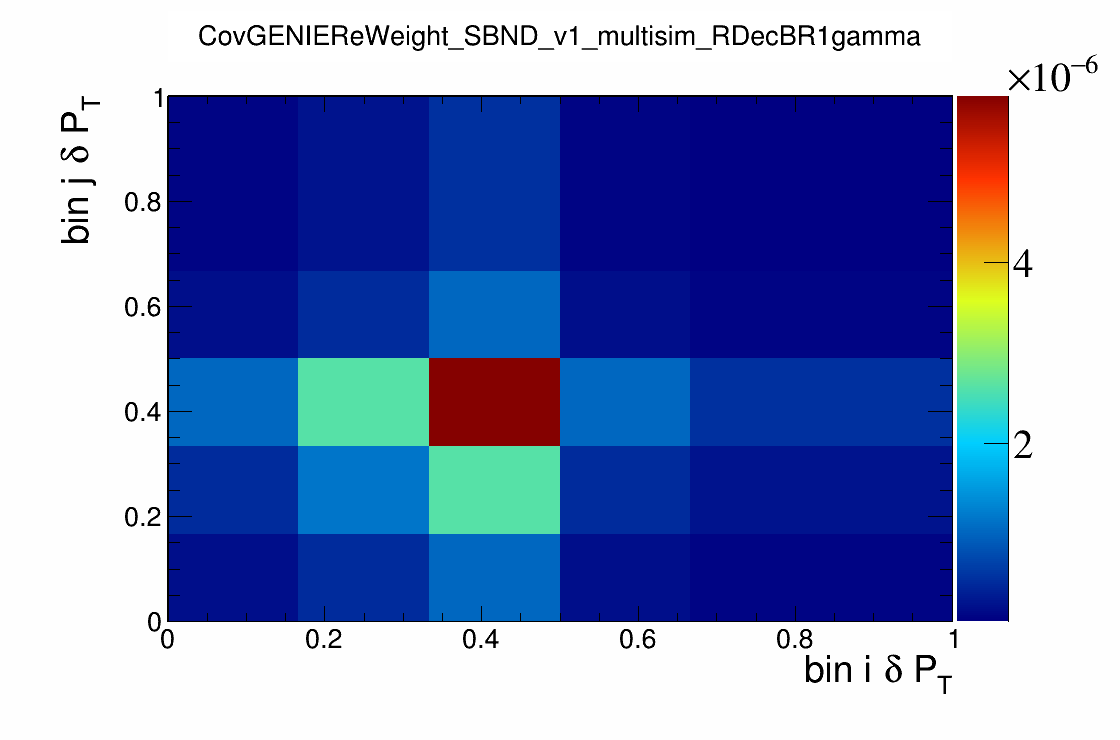 CovGENIEReWeight_SBND_v1_multisim_RDecBR1gamma
×10⁻⁶
bin j δ P_T
1
0.8
0.6
0.4
0.2
0
4
2
0 0.2 0.4 0.6 0.8 1
bin i δ P_T